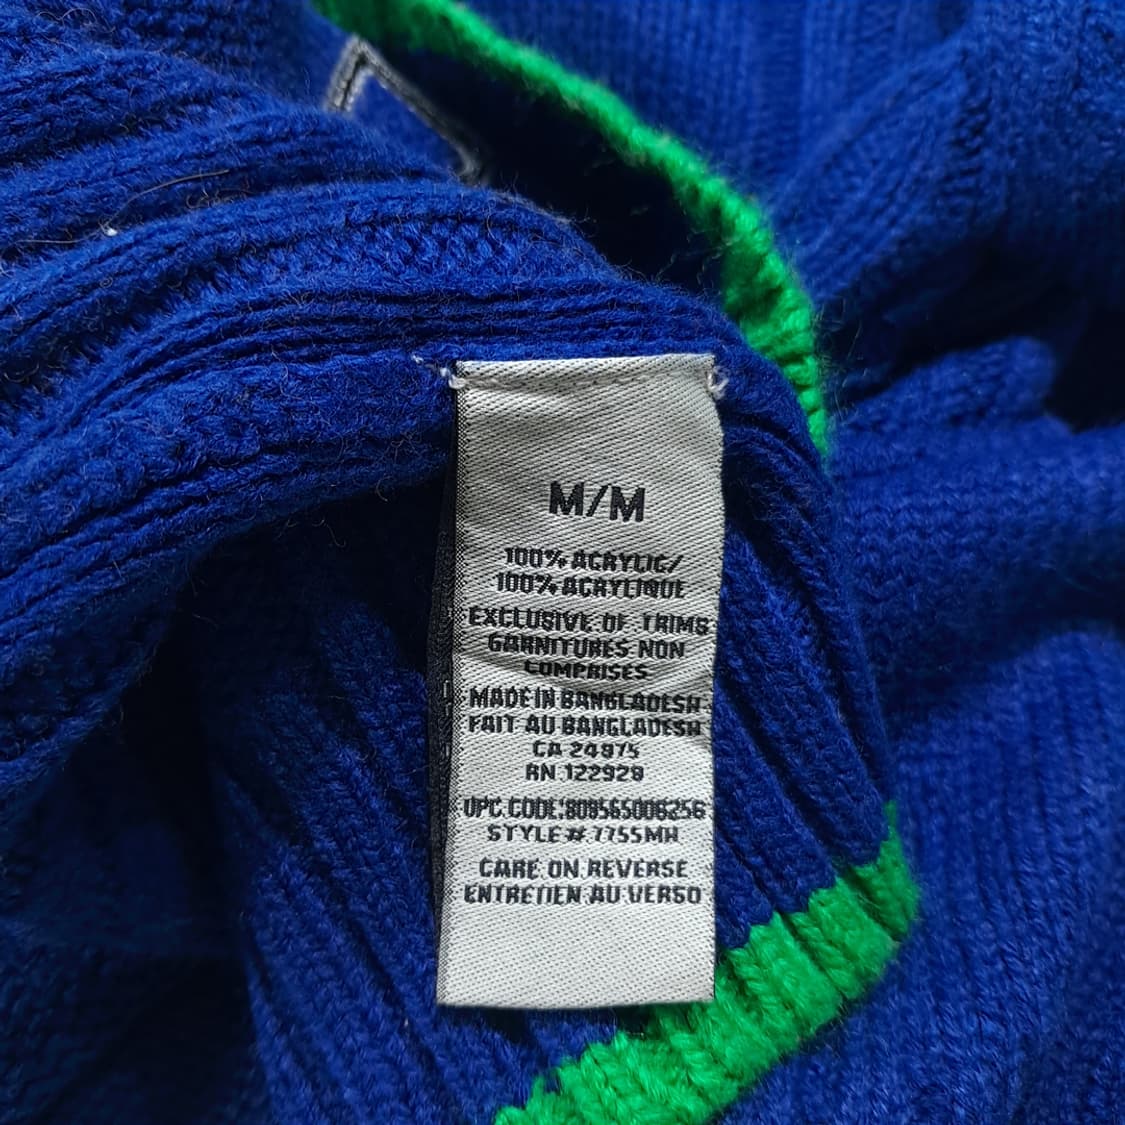 M/M
100% ACRYLIC/
100% ACRYLIQUE
EXCLUSIVE OF TRIMS
GARNITURES NON
COMPRISES
MADE IN BANGLADESH
FAIT AU BANGLADESH
CA 24975
RN 122929
UPC CODE:808565006256
STYLE # 7755MH
CARE ON REVERSE
ENTRETIEN AU VERSO